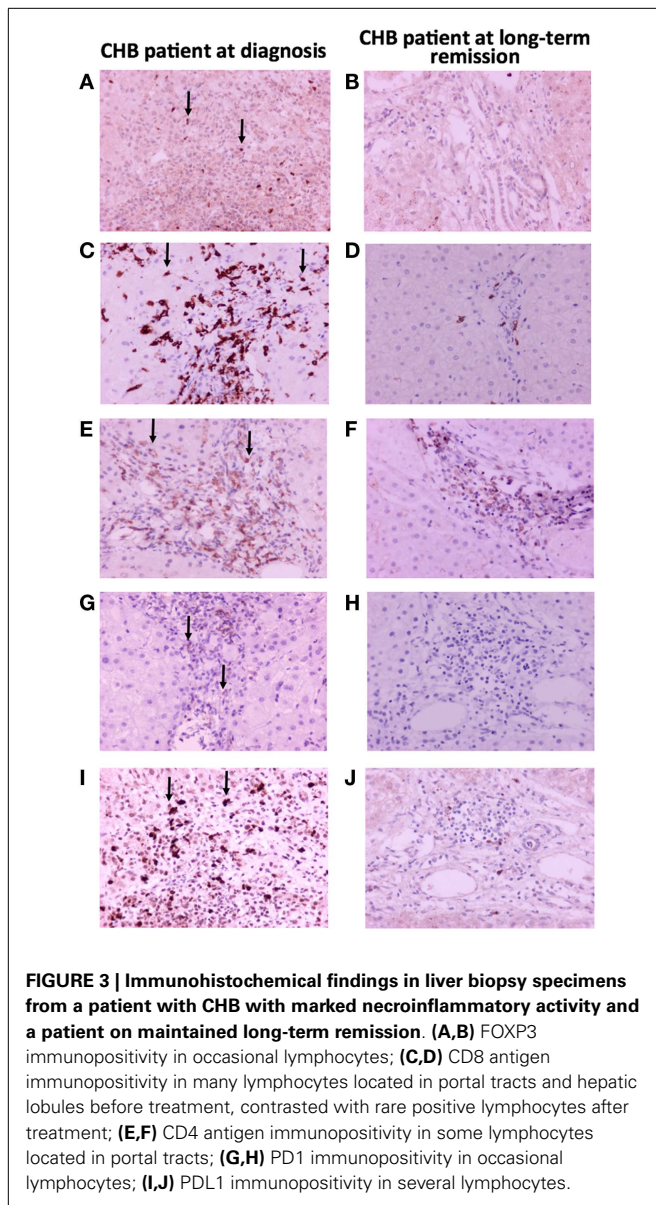 CHB patient at diagnosis
CHB patient at long-term
remission
A
B
C
D
E
F
G
H
I
J
FIGURE 3 | Immunohistochemical findings in liver biopsy specimens
from a patient with CHB with marked necroinflammatory activity and
a patient on maintained long-term remission. (A,B) FOXP3
immunopositivity in occasional lymphocytes; (C,D) CD8 antigen
immunopositivity in many lymphocytes located in portal tracts and hepatic
lobules before treatment, contrasted with rare positive lymphocytes after
treatment; (E,F) CD4 antigen immunopositivity in some lymphocytes
located in portal tracts; (G,H) PD1 immunopositivity in occasional
lymphocytes; (I,J) PDL1 immunopositivity in several lymphocytes.